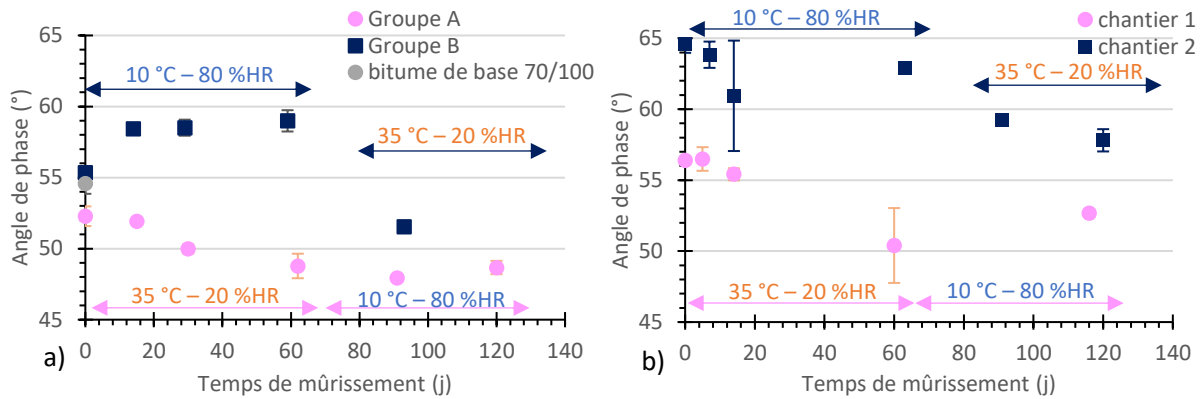 Groupe A
Groupe B
bitume de base 70/100
10 °C – 80 %HR
35 °C – 20 %HR
35 °C – 20 %HR
10 °C – 80 %HR
Angle de phase (°)
65
60
55
50
45
0
20
40
60
80
100
120
140
Temps de mûrissement (j)
a)
chantier 1
chantier 2
10 °C – 80 %HR
35 °C – 20 %HR
35 °C – 20 %HR
10 °C – 80 %HR
Angle de phase (°)
65
60
55
50
45
0
20
40
60
80
100
120
140
Temps de mûrissement (j)
b)